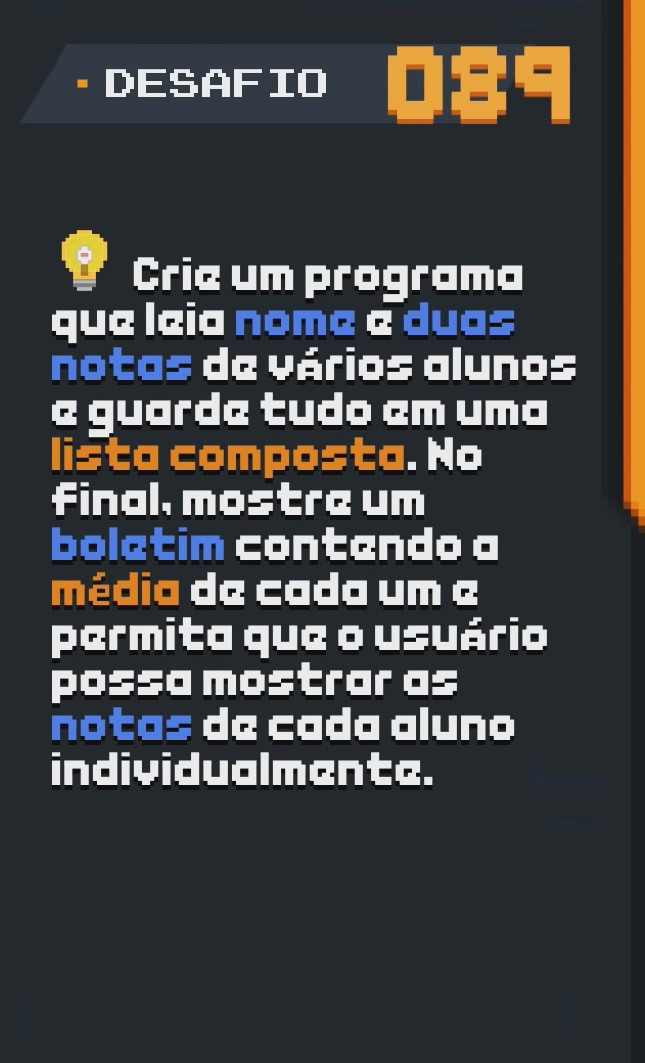 DESAFIO 089
Crie um programa
que leia nome e duas
notas de vários alunos
e guarde tudo em uma
lista composta. No
final, mostre um
boletim contendo a
média de cada um e
permita que o usuário
possa mostrar as
notas de cada aluno
individualmente.